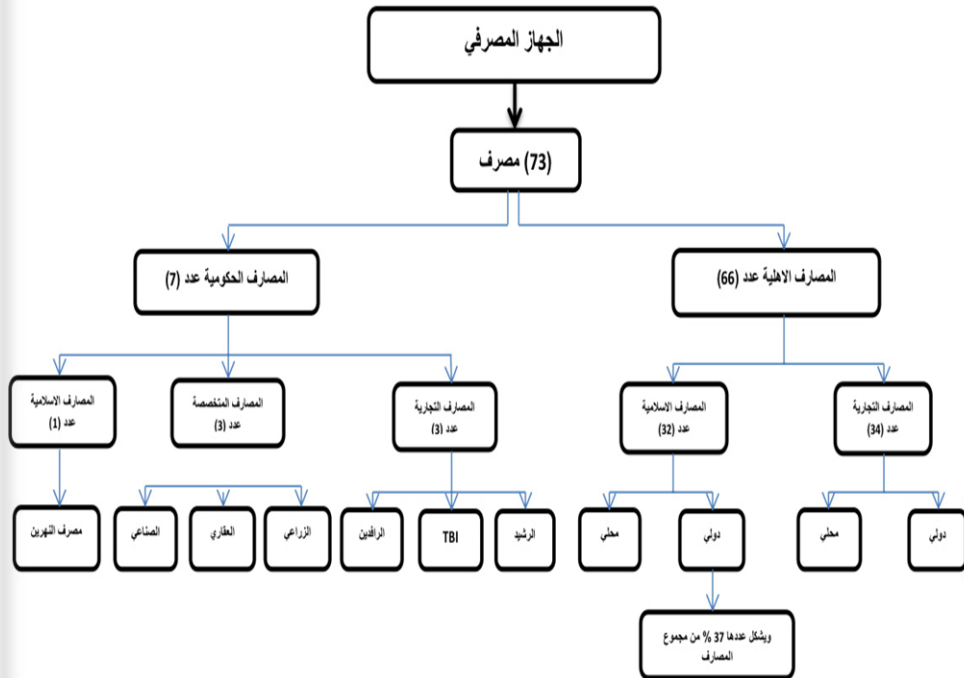 الجهاز المصرفي
(73) مصرف
المصارف الاهلية عدد (66)
المصارف الحكومية عدد (7)
المصارف التجارية
عدد (34)
المصارف الاسلامية
عدد (32)
المصارف التجارية
عدد (3)
المصارف المتخصصة
عدد (3)
المصارف الاسلامية
عدد (1)
دولي
محلي
دولي
محلي
الرشيد
TBI
الرافدين
الزراعي
العقاري
الصناعي
مصرف النهرين
ويشكل عددها 37 % من مجموع
المصارف